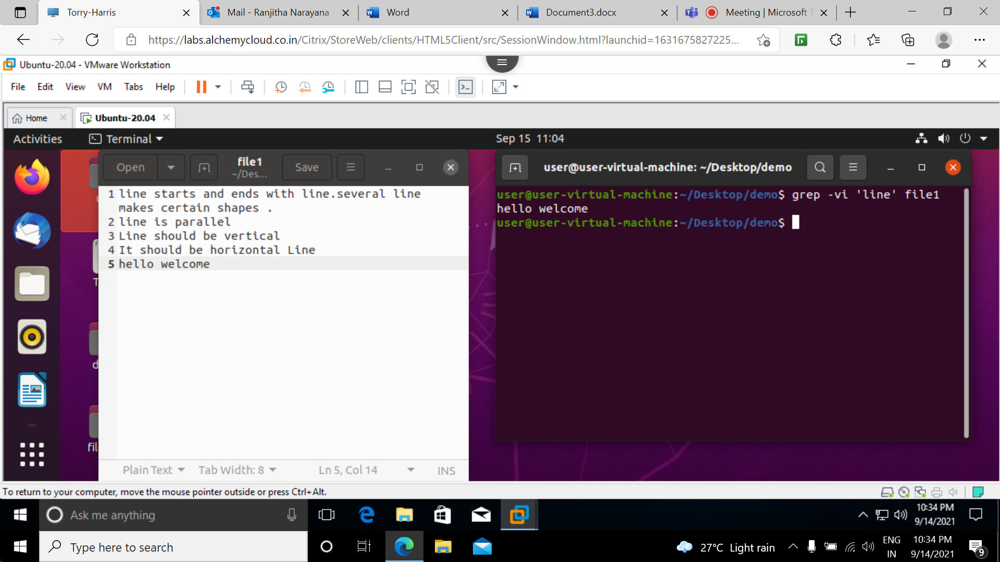 Torry-Harris
Mail - Ranjitha Narayana -
Word
Document3.docx
Meeting | Microsoft T
https://labs.alchemycloud.co.in/Citrix/StoreWeb/clients/HTML5Client/src/SessionWindow.html?launchid=1631675827225...
Ubuntu-20.04 - VMware Workstation
File Edit View VM Tabs Help
Home
Ubuntu-20.04
Activities
Terminal
Sep 15 11:04
Open
file1
~/Des...
Save
1 line starts and ends with line.several line
makes certain shapes .
2 line is parallel
3 Line should be vertical
4 It should be horizontal Line
5 hello welcome
Plain Text
Tab Width: 8
Ln 5, Col 14
INS
user@user-virtual-machine: ~/Desktop/demo
user@user-virtual-machine:~/Desktop/demo$ grep -vi 'line' file1
hello welcome
user@user-virtual-machine:~/Desktop/demo$
T
d
fil
To return to your computer, move the mouse pointer outside or press Ctrl+Alt.
Ask me anything
10:34 PM
9/14/2021
Type here to search
27°C Light rain
ENG
IN
10:34 PM
9/14/2021
9